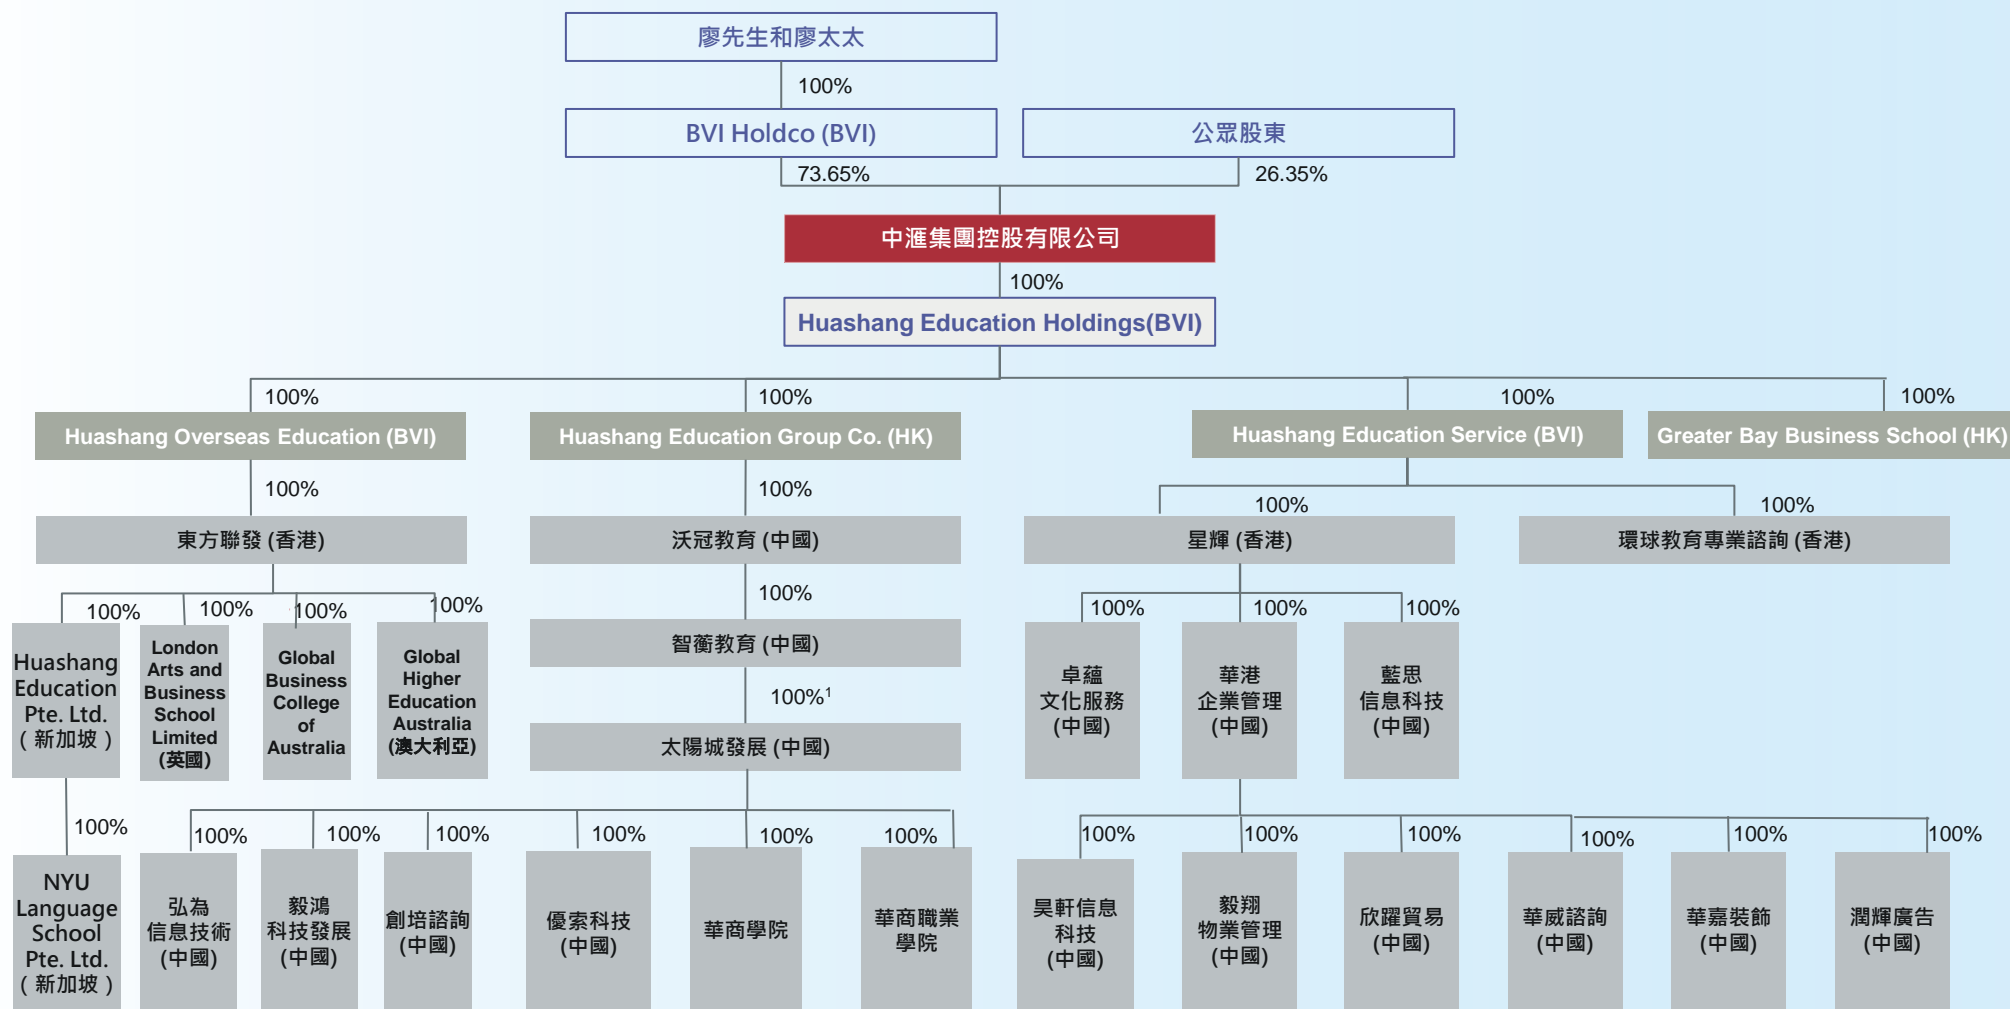 廖先生和廖太太
100%
BVI Holdco (BVI)
公眾股東
73.65%
26.35%
中滙集團控股有限公司
100%
Huashang Education Holdings(BVI)
100%
100%
100%
100%
Huashang Overseas Education (BVI)
Huashang Education Group Co. (HK)
Huashang Education Service (BVI)
Greater Bay Business School (HK)
100%
100%
100%
100%
東方聯發 (香港)
沃冠教育 (中國)
星輝 (香港)
環球教育專業諮詢 (香港)
100%
100%
100%
100%
100%
100%
100%
100%
Huashang
Education
Pte. Ltd.
（新加坡）
London
Arts and
Business
School
Limited
(英國)
Global
Business
College
of
Australia
Global
Higher
Education
Australia
(澳大利亞)
智蘅教育 (中國)
100%¹
太陽城發展 (中國)
卓蘊
文化服務
(中國)
華港
企業管理
(中國)
藍思
信息科技
(中國)
100%
100%
100%
100%
100%
100%
100%
100%
100%
100%
100%
100%
100%
NYU
Language
School
Pte. Ltd.
（新加坡）
弘為
信息技術
(中國)
毅鴻
科技發展
(中國)
創培諮詢
(中國)
優索科技
(中國)
華商學院
華商職業
學院
昊軒信息
科技
(中國)
毅翔
物業管理
(中國)
欣躍貿易
(中國)
華威諮詢
(中國)
華嘉裝飾
(中國)
潤輝廣告
(中國)